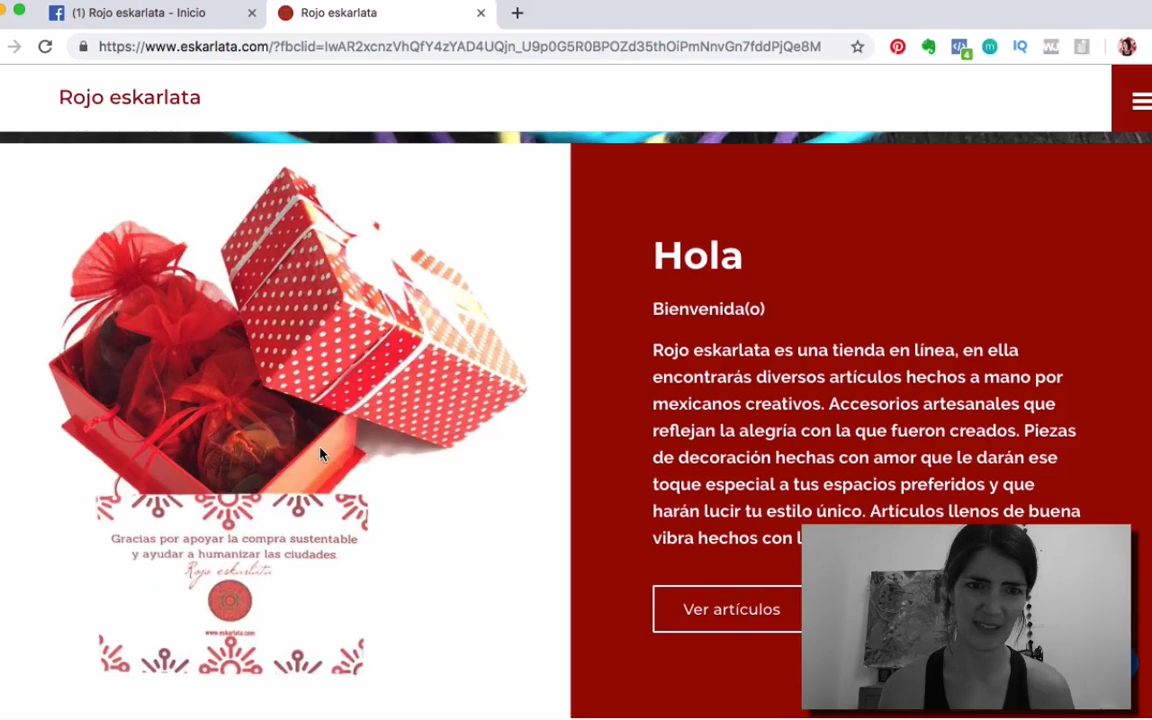 (1) Rojo eskarlata - Inicio
Rojo eskarlata
https://www.eskarlata.com/?fbclid=IwAR2xcnzVhQfY4zYAD4UQjn_U9p0G5R0BPOZd35thOiPmNnvGn7fddPjQe8M
4
IQ
Rojo eskarlata
Hola
Bienvenida(o)
Rojo eskarlata es una tienda en línea, en ella
encontrarás diversos artículos hechos a mano por
mexicanos creativos. Accesorios artesanales que
reflejan la alegría con la que fueron creados. Piezas
de decoración hechas con amor que le darán ese
toque especial a tus espacios preferidos y que
harán lucir tu estilo único. Artículos llenos de buena
vibra hechos con
Ver artículos
Gracias por apoyar la compra sustentable
y ayudar a humanizar las ciudades.
Rojo eskarlata
www.eskarlata.com